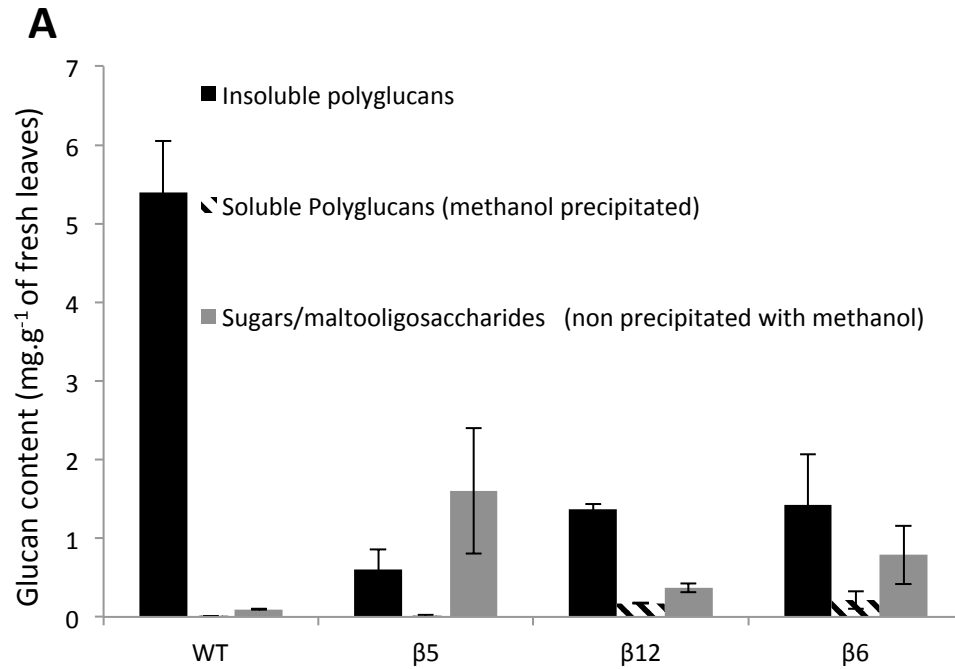 A
Glucan content (mg.g⁻¹ of fresh leaves)
7
6
5
4
3
2
1
0
Insoluble polyglucans
Soluble Polyglucans (methanol precipitated)
Sugars/maltooligosaccharides (non precipitated with methanol)
WT β5 β12 β6